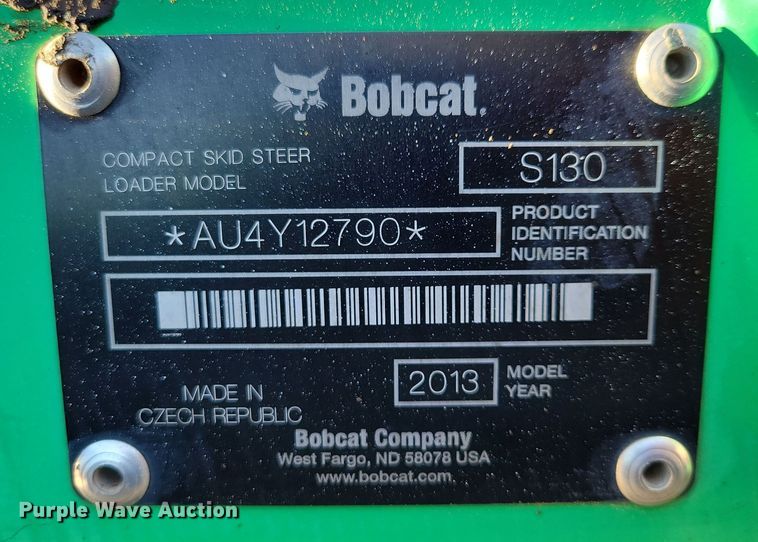 Bobcat.
COMPACT SKID STEER
LOADER MODEL
S130
*AU4Y12790*
PRODUCT
IDENTIFICATION
NUMBER
2013
MODEL
YEAR
MADE IN
CZECH REPUBLIC
Bobcat Company
West Fargo, ND 58078 USA
www.bobcat.com
Purple Wave Auction